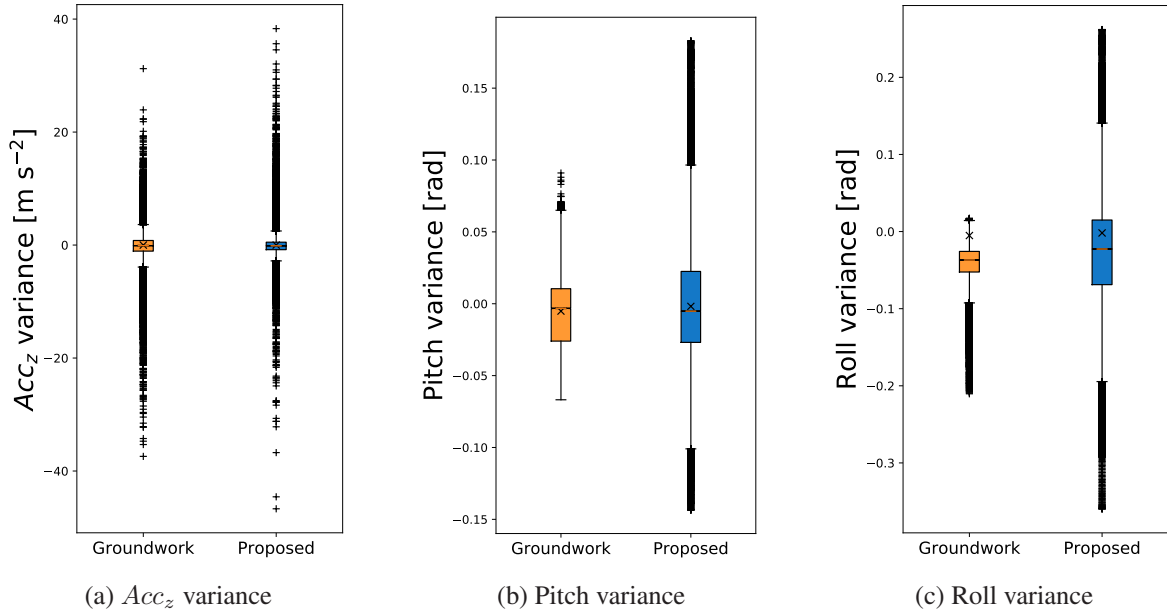 Acc_z variance [m s⁻²]
40
20
0
−20
−40
Groundwork
Proposed
(a) Acc_z variance
Pitch variance [rad]
0.15
0.10
0.05
0.00
−0.05
−0.10
−0.15
Groundwork
Proposed
(b) Pitch variance
Roll variance [rad]
0.2
0.1
0.0
−0.1
−0.2
−0.3
Groundwork
Proposed
(c) Roll variance